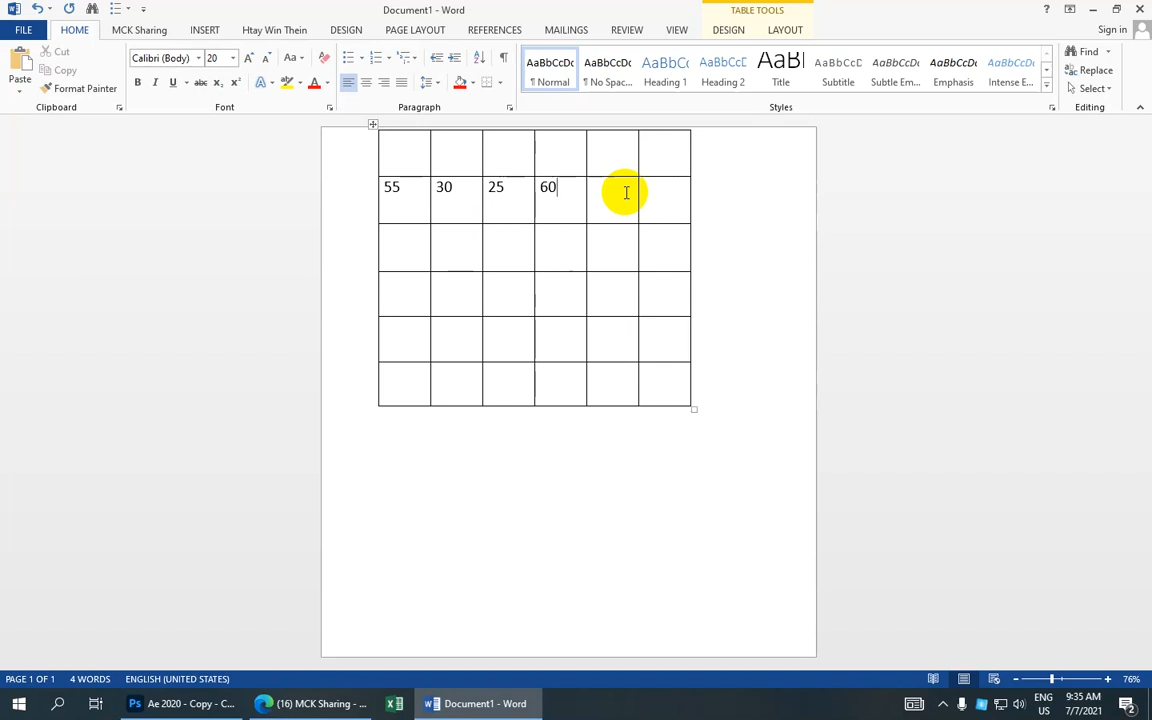 Document1 - Word
TABLE TOOLS
FILE HOME MCK Sharing INSERT Htay Win Thein DESIGN PAGE LAYOUT REFERENCES MAILINGS REVIEW VIEW DESIGN LAYOUT Sign in
Paste
Cut
Copy
Format Painter
Calibri (Body) 20
AaBbCcDc
¶ Normal
AaBbCcDc
¶ No Spac...
AaBbCc
Heading 1
AaBbCc
Heading 2
AaBl
Title
AaBbCcC
Subtitle
AaBbCcDc
Subtle Em...
AaBbCcDc
Emphasis
AaBbCcDc
Intense E...
Find
Replace
Select
Clipboard Font Paragraph Styles Editing
55 30 25 60
PAGE 1 OF 1 4 WORDS ENGLISH (UNITED STATES) 76%
Ae 2020 - Copy - C... (16) MCK Sharing - ... Document1 - Word
ENG
US
9:35 AM
7/7/2021
2